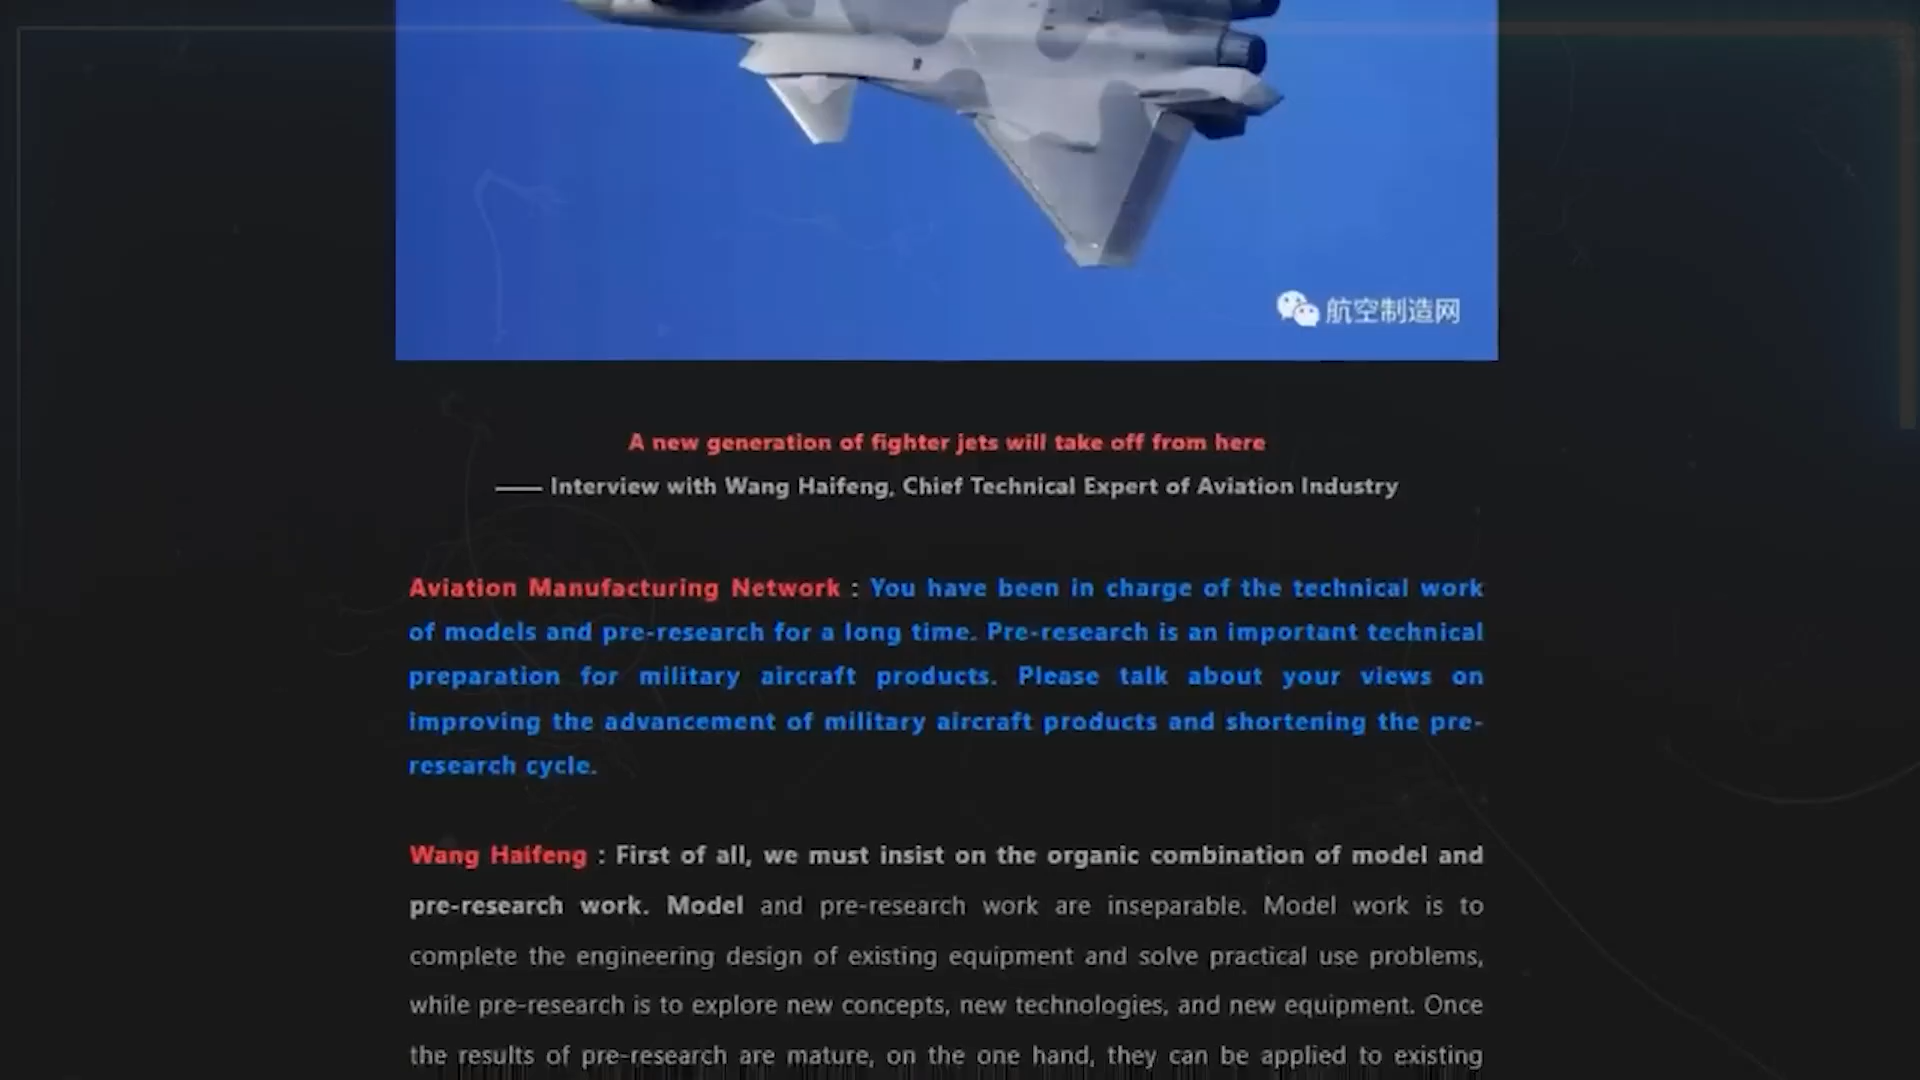 航空制造网
A new generation of fighter jets will take off from here
—— Interview with Wang Haifeng, Chief Technical Expert of Aviation Industry
Aviation Manufacturing Network : You have been in charge of the technical work
of models and pre-research for a long time. Pre-research is an important technical
preparation for military aircraft products. Please talk about your views on
improving the advancement of military aircraft products and shortening the pre-
research cycle.
Wang Haifeng : First of all, we must insist on the organic combination of model and
pre-research work. Model and pre-research work are inseparable. Model work is to
complete the engineering design of existing equipment and solve practical use problems,
while pre-research is to explore new concepts, new technologies, and new equipment. Once
the results of pre-research are mature, on the one hand, they can be applied to existing